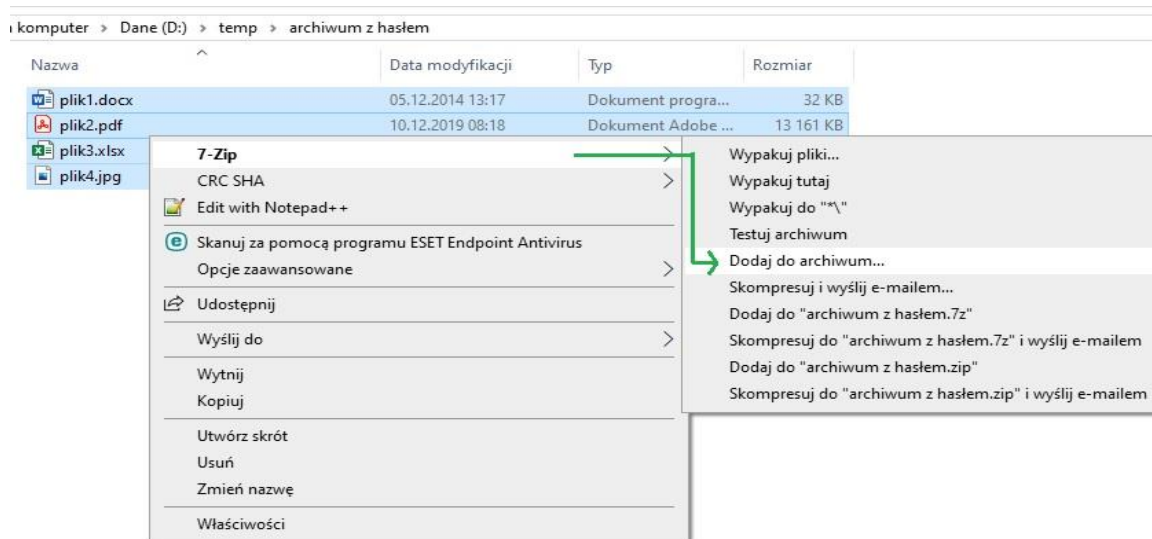 komputer > Dane (D:) > temp > archiwum z hasłem
Nazwa Data modyfikacji Typ Rozmiar
plik1.docx 05.12.2014 13:17 Dokument progra... 32 KB
plik2.pdf 10.12.2019 08:18 Dokument Adobe ... 13 161 KB
plik3.xlsx
plik4.jpg
7-Zip
CRC SHA
Edit with Notepad++
Skanuj za pomocą programu ESET Endpoint Antivirus
Opcje zaawansowane
Udostępnij
Wyślij do
Wytnij
Kopiuj
Utwórz skrót
Usuń
Zmień nazwę
Właściwości
Wypakuj pliki...
Wypakuj tutaj
Wypakuj do "*\"
Testuj archiwum
Dodaj do archiwum...
Skompresuj i wyślij e-mailem...
Dodaj do "archiwum z hasłem.7z"
Skompresuj do "archiwum z hasłem.7z" i wyślij e-mailem
Dodaj do "archiwum z hasłem.zip"
Skompresuj do "archiwum z hasłem.zip" i wyślij e-mailem